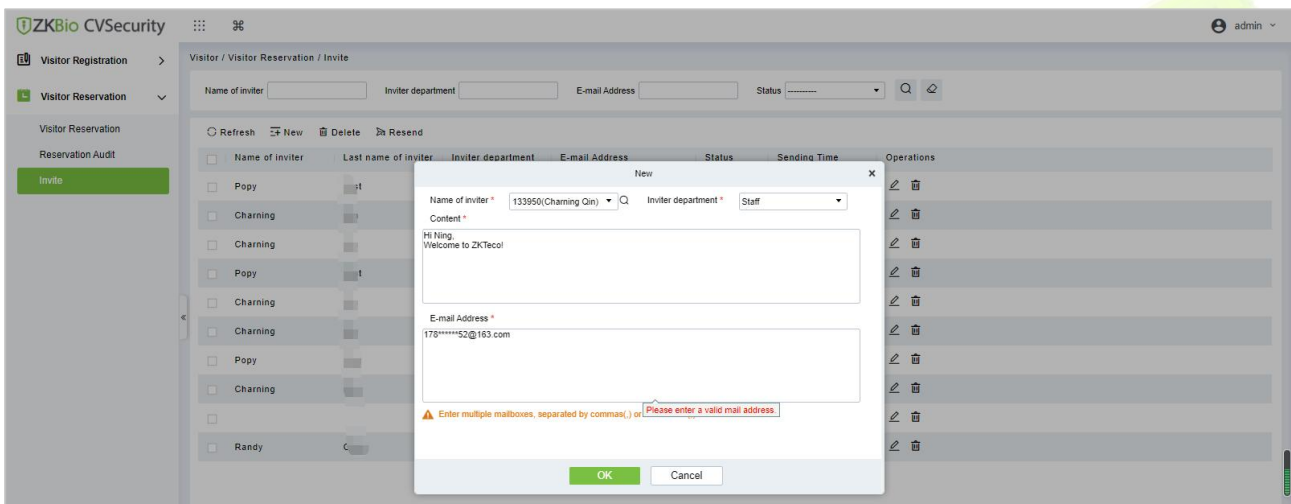 ZKBio CVSecurity
admin
Visitor Registration
Visitor / Visitor Reservation / Invite
Name of inviter
Inviter department
E-mail Address
Status ----------
Visitor Reservation
Visitor Reservation
Reservation Audit
Invite
Refresh New Delete Resend
Name of inviter Last name of inviter Inviter department E-mail Address Status Sending Time Operations
Popy
Charning
Charning
Popy t
Charning
Charning
Popy
Charning
Randy
New
Name of inviter * 133950(Charning Qin) Inviter department * Staff
Content *
Hi Ning,
Welcome to ZKTeco!
E-mail Address *
178******52@163.com
Please enter a valid mail address.
Enter multiple mailboxes, separated by commas(,) or
OK Cancel